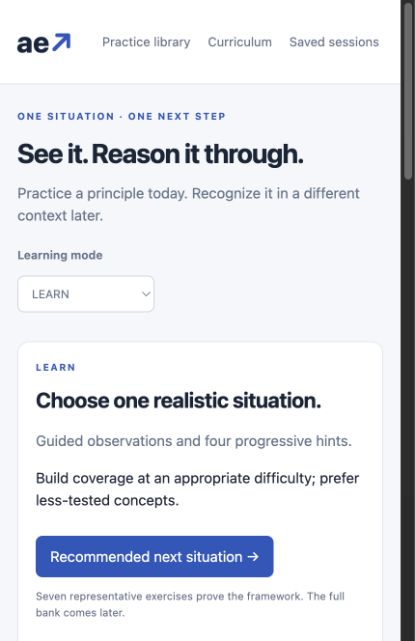 ae
Practice library Curriculum Saved sessions
ONE SITUATION · ONE NEXT STEP
See it. Reason it through.
Practice a principle today. Recognize it in a different
context later.
Learning mode
LEARN
LEARN
Choose one realistic situation.
Guided observations and four progressive hints.
Build coverage at an appropriate difficulty; prefer
less-tested concepts.
Recommended next situation →
Seven representative exercises prove the framework. The full
bank comes later.